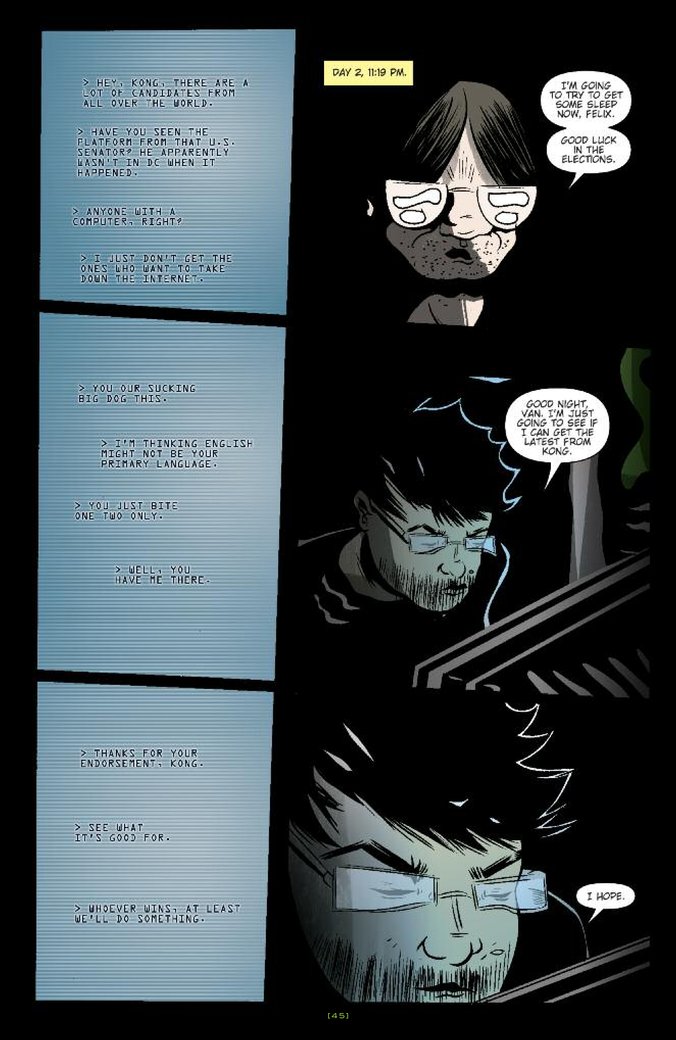 > HEY, KONG, THERE ARE A
LOT OF CANDIDATES FROM
ALL OVER THE WORLD.
> HAVE YOU SEEN THE
PLATFORM FROM THAT U.S.
SENATOR? HE APPARENTLY
WASN'T IN DC WHEN IT
HAPPENED.
> ANYONE WITH A
COMPUTER, RIGHT?
> I JUST DON'T GET THE
ONES WHO WANT TO TAKE
DOWN THE INTERNET.
DAY 2, 11:19 PM.
I'M GOING
TO TRY TO GET
SOME SLEEP
NOW, FELIX.
GOOD LUCK
IN THE
ELECTIONS.
> YOU OUR SUCKING
BIG DOG THIS.
> I'M THINKING ENGLISH
MIGHT NOT BE YOUR
PRIMARY LANGUAGE.
> YOU JUST BITE
ONE TWO ONLY.
> WELL, YOU
HAVE ME THERE.
GOOD NIGHT,
VAN. I'M JUST
GOING TO SEE IF
I CAN GET THE
LATEST FROM
KONG.
> THANKS FOR YOUR
ENDORSEMENT, KONG.
> SEE WHAT
IT'S GOOD FOR.
> WHOEVER WINS, AT LEAST
WE'LL DO SOMETHING.
I HOPE.
[45]